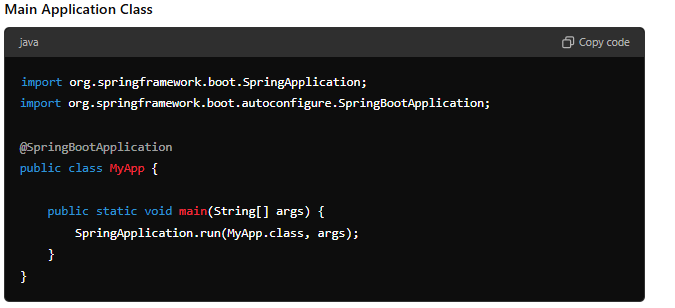 Main Application Class
java
Copy code
import org.springframework.boot.SpringApplication;
import org.springframework.boot.autoconfigure.SpringBootApplication;
@SpringBootApplication
public class MyApp {
public static void main(String[] args) {
SpringApplication.run(MyApp.class, args);
}
}